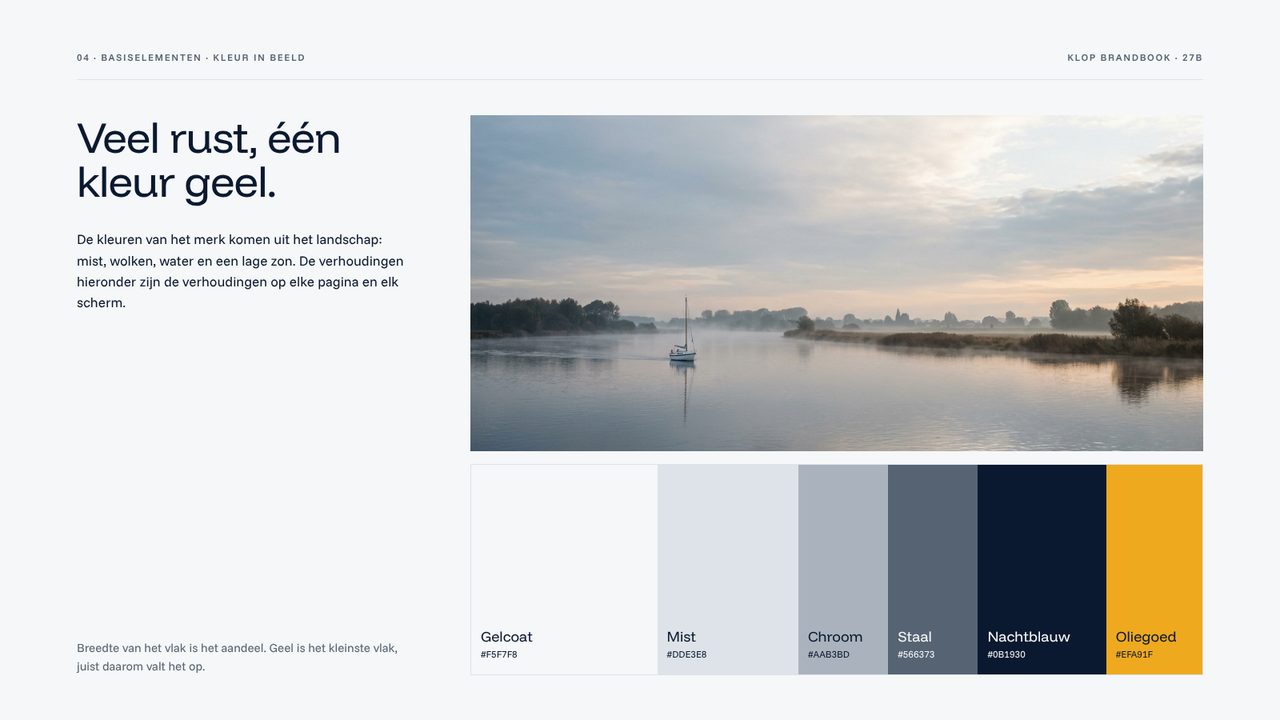 04 · BASISELEMENTEN · KLEUR IN BEELD
KLOP BRANDBOOK · 27B
Veel rust, één
kleur geel.
De kleuren van het merk komen uit het landschap:
mist, wolken, water en een lage zon. De verhoudingen
hieronder zijn de verhoudingen op elke pagina en elk
scherm.
Breedte van het vlak is het aandeel. Geel is het kleinste vlak,
juist daarom valt het op.
Gelcoat
#F5F7F8
Mist
#DDE3E8
Chroom
#AAB3BD
Staal
#566373
Nachtblauw
#0B1930
Oliegoed
#EFA91F